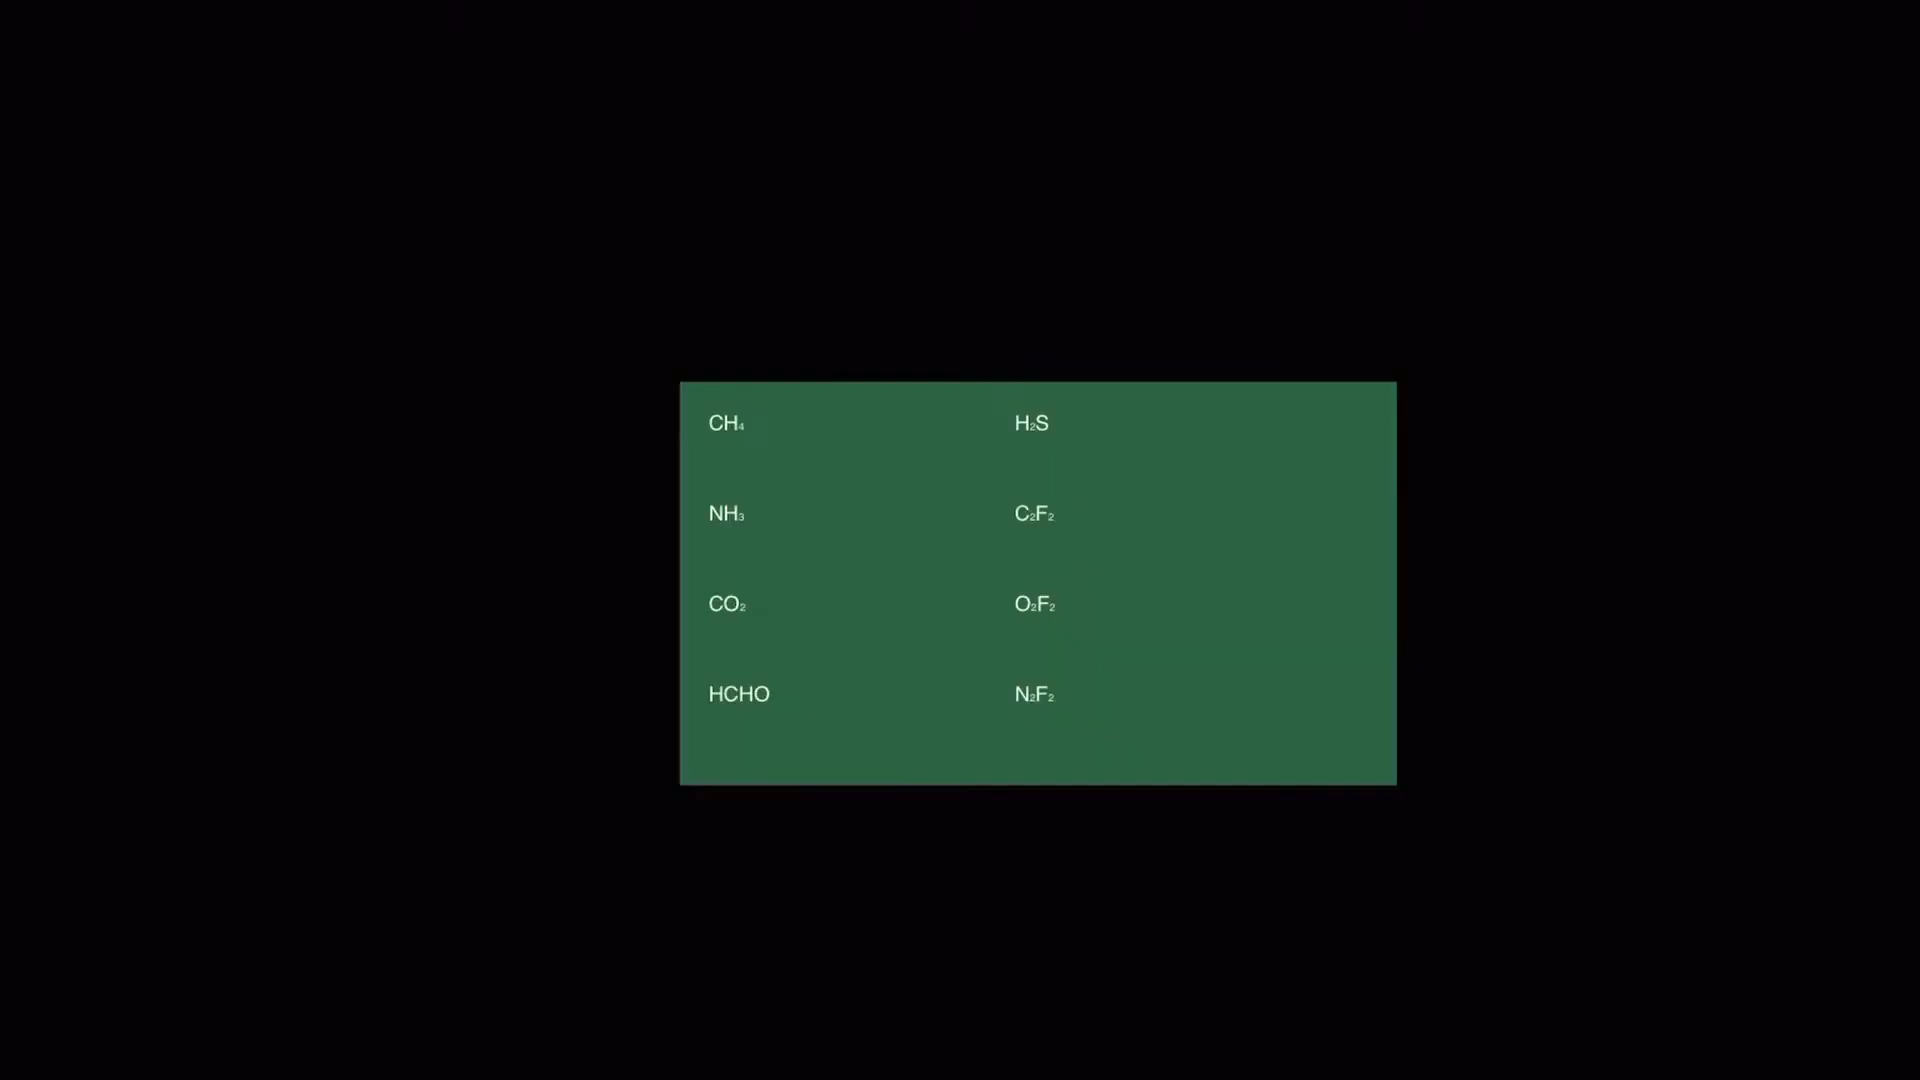 CH₄ H₂S
NH₃ C₂F₂
CO₂ O₂F₂
HCHO N₂F₂